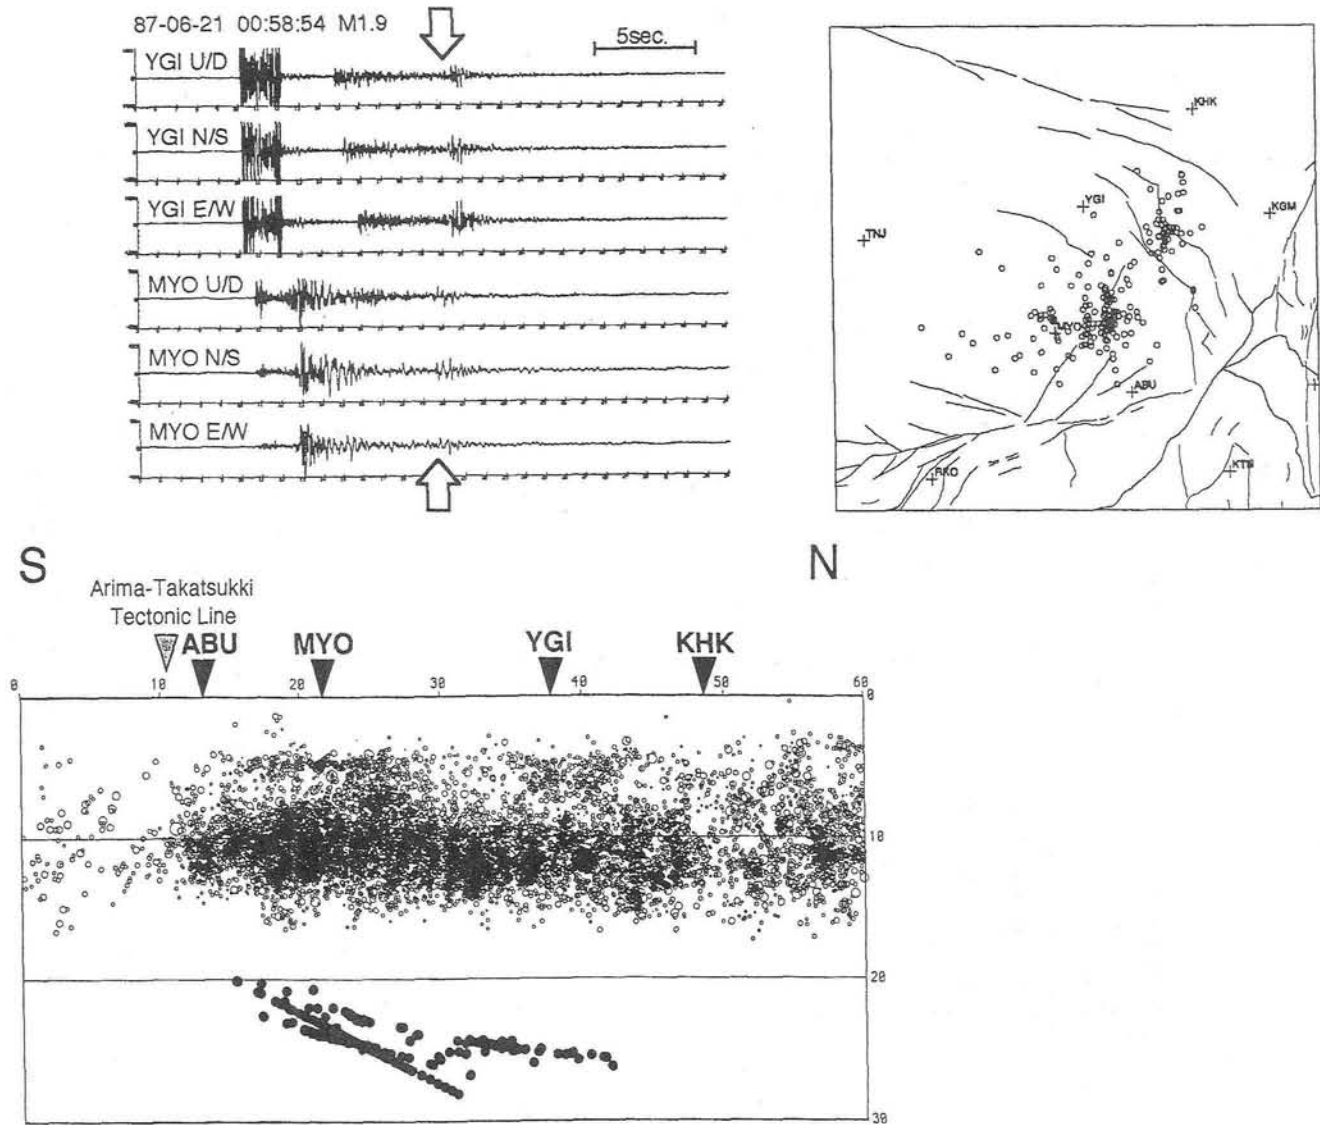 87-06-21 00:58:54 M1.9
5sec.
YGI U/D
YGI N/S
YGI E/W
MYO U/D
MYO N/S
MYO E/W
KHK
YGI
KGM
TNJ
MYO
ABU
RKO
S
N
Arima-Takatsukki
Tectonic Line
ABU MYO YGI KHK
0 10 20 30 40 50 60
0
10
20
30